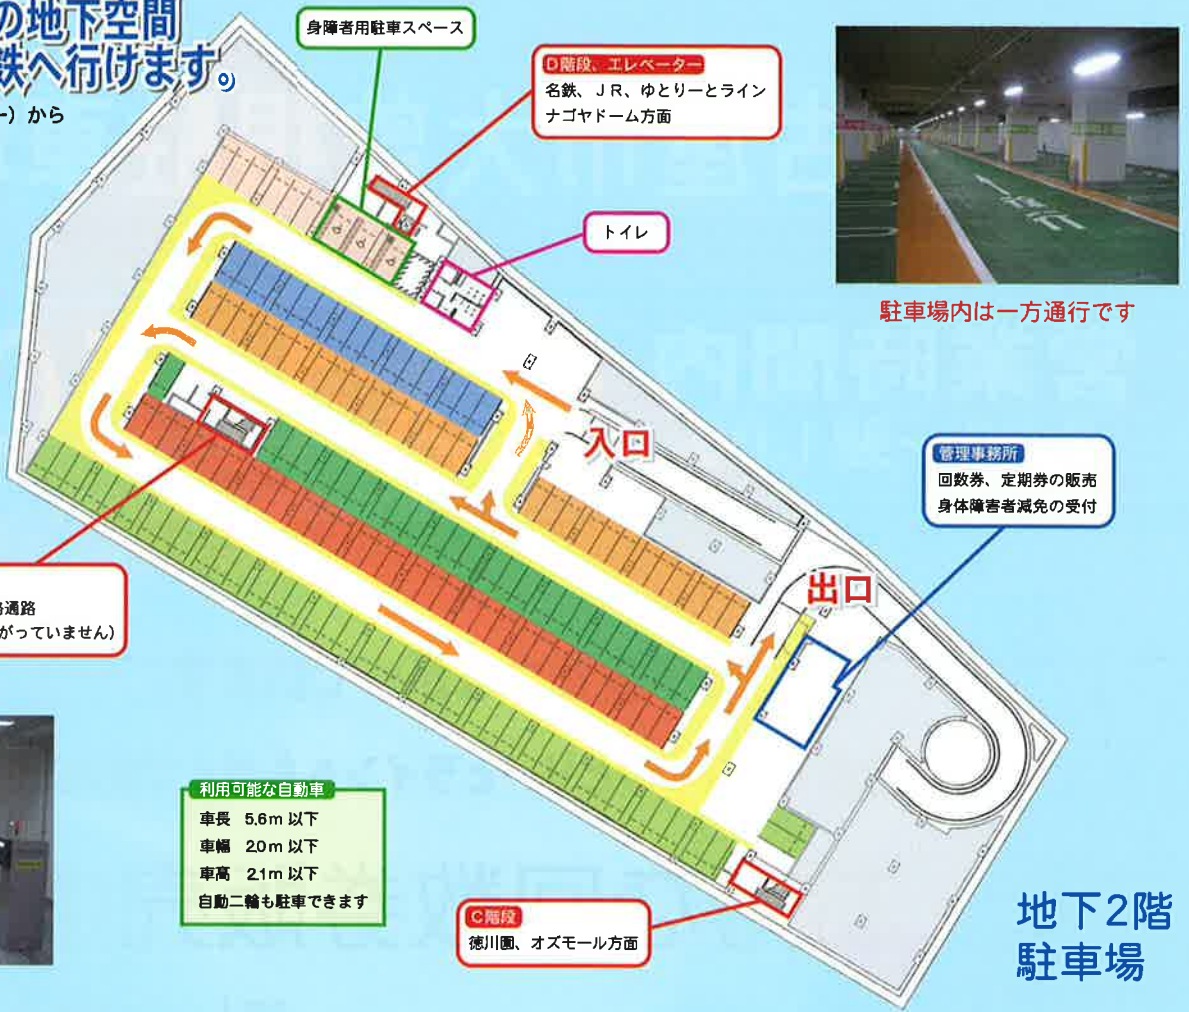 の地下空間
鉄へ行けます。
ー）から
身障者用駐車スペース
D階段、エレベーター
名鉄、JR、ゆとりーとライン
ナゴヤドーム方面
トイレ
駐車場内は一方通行です
入口
管理事務所
回数券、定期券の販売
身体障害者減免の受付
出口
路通路
がっていません）
利用可能な自動車
車長 5.6m 以下
車幅 2.0m 以下
車高 2.1m 以下
自動二輪も駐車できます
C階段
徳川園、オズモール方面
地下2階
駐車場